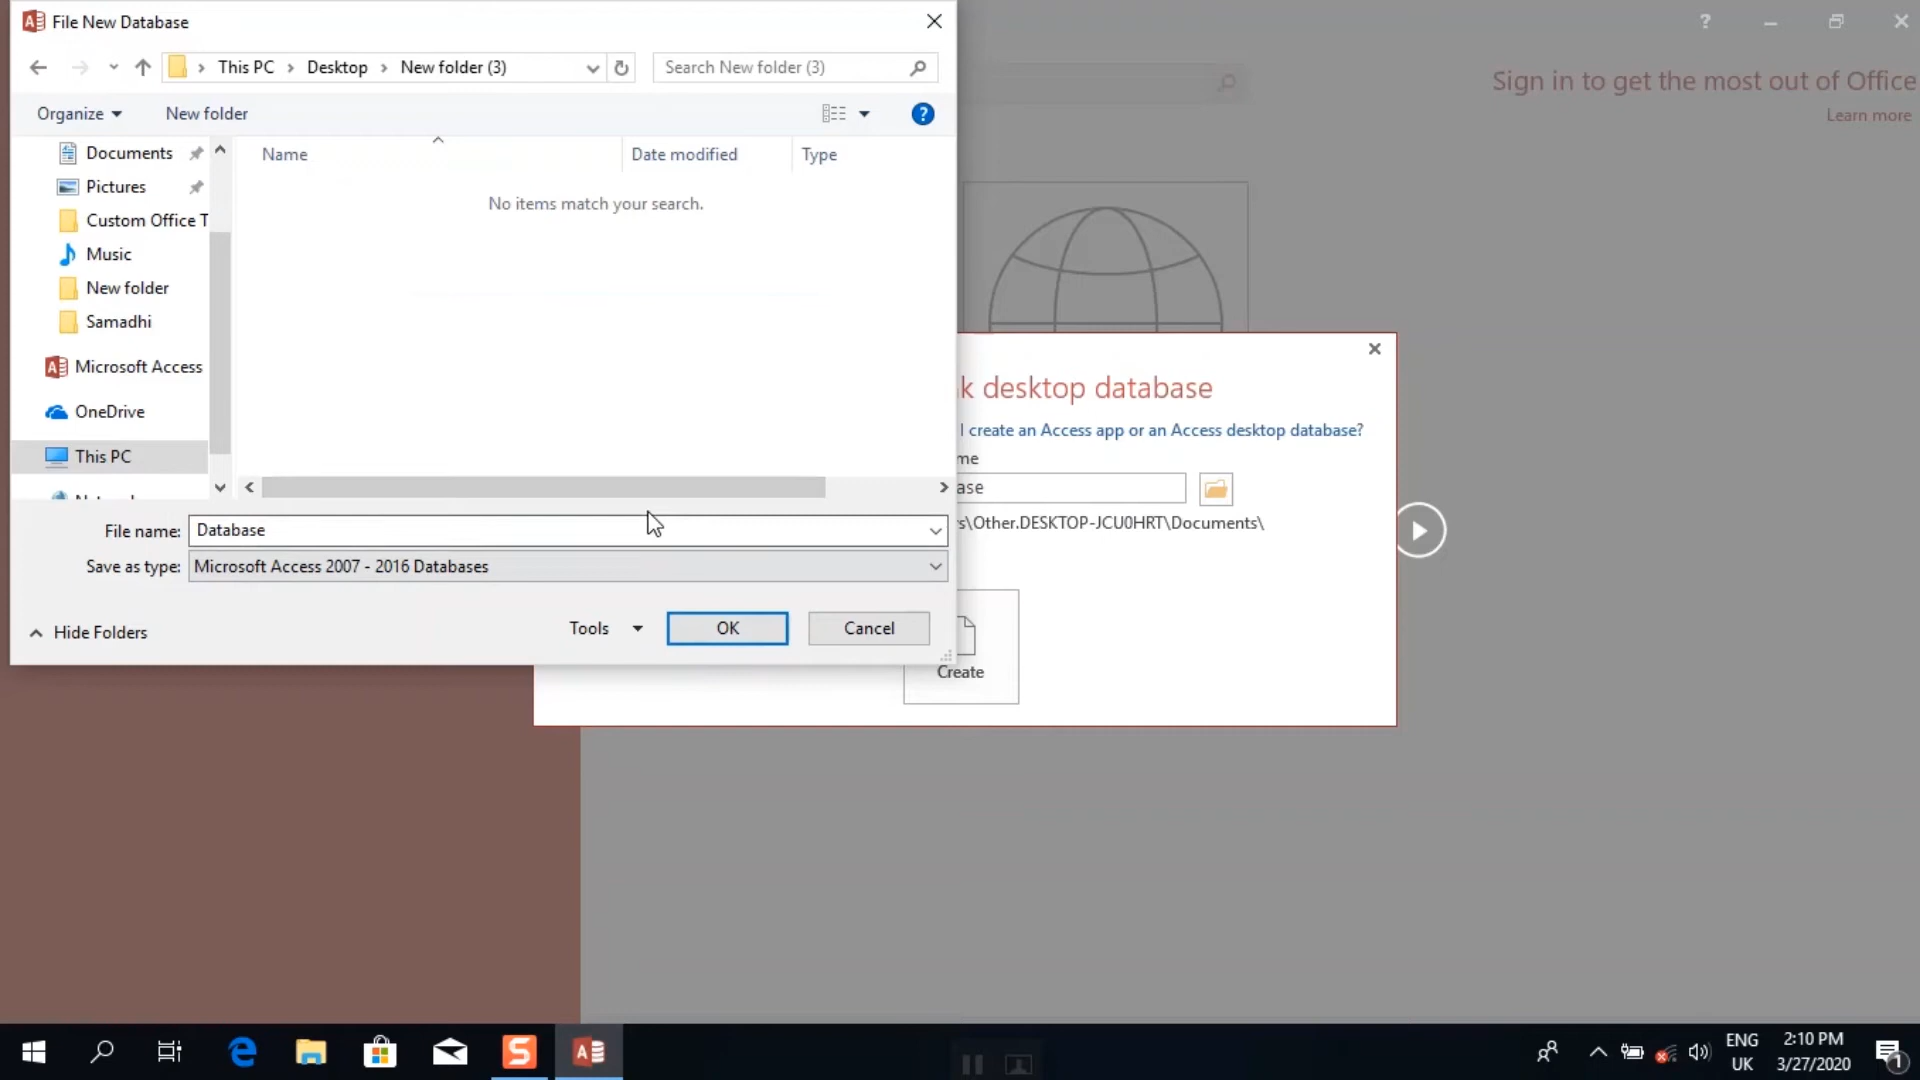 File New Database
This PC > Desktop > New folder (3)
Search New folder (3)
?
Sign in to get the most out of Office
Learn more
Organize
New folder
?
Documents
Pictures
Custom Office T
Music
New folder
Samadhi
Microsoft Access
OneDrive
This PC
Name
Date modified
Type
No items match your search.
k desktop database
I create an Access app or an Access desktop database?
me
ase
s\Other.DESKTOP-JCU0HRT\Documents\
File name: Database
Save as type: Microsoft Access 2007 - 2016 Databases
Hide Folders
Tools
OK
Cancel
Create
ENG
UK
2:10 PM
3/27/2020
1